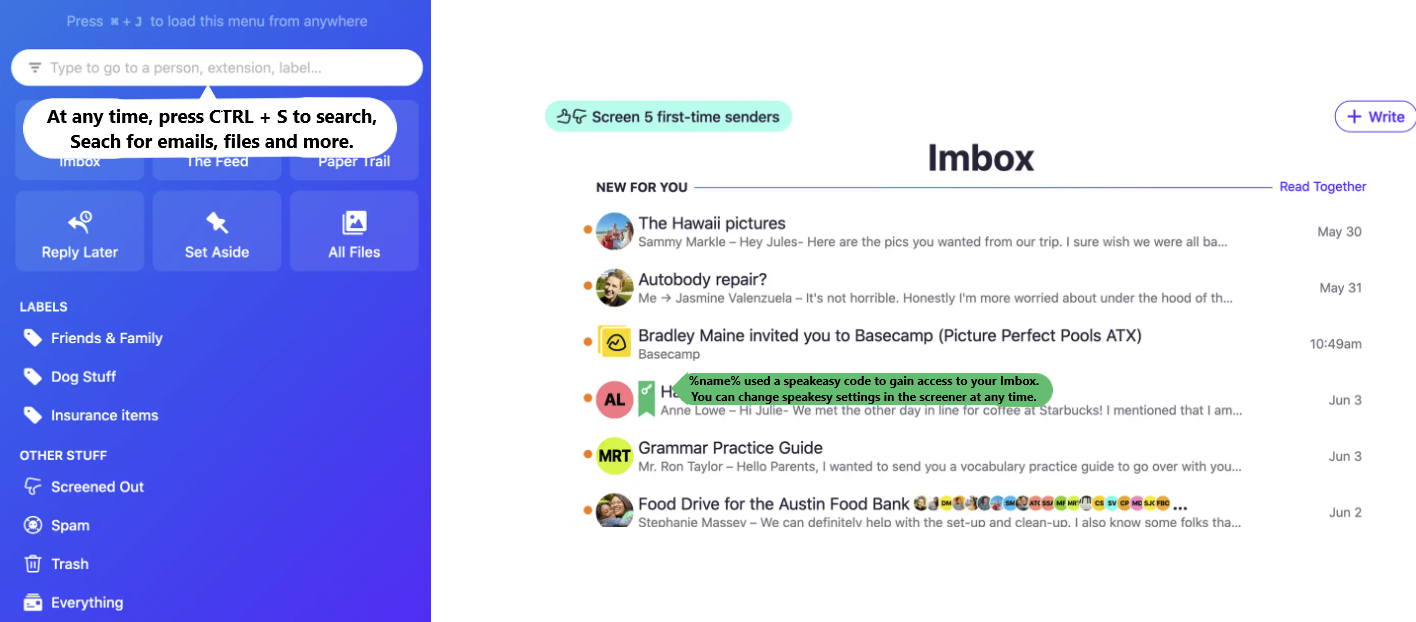 Press ⌘ + J to load this menu from anywhere
Type to go to a person, extension, label...
At any time, press CTRL + S to search,
Seach for emails, files and more.
Imbox The Feed Paper Trail
Reply Later Set Aside All Files
LABELS
Friends & Family
Dog Stuff
Insurance items
OTHER STUFF
Screened Out
Spam
Trash
Everything
Screen 5 first-time senders
+ Write
Imbox
NEW FOR YOU Read Together
The Hawaii pictures
Sammy Markle – Hey Jules- Here are the pics you wanted from our trip. I sure wish we were all ba...
May 30
Autobody repair?
Me → Jasmine Valenzuela – It's not horrible. Honestly I'm more worried about under the hood of th...
May 31
Bradley Maine invited you to Basecamp (Picture Perfect Pools ATX)
Basecamp
10:49am
AL
%name% used a speakeasy code to gain access to your Imbox.
You can change speakesy settings in the screener at any time.
Anne Lowe – Hi Julie- We met the other day in line for coffee at Starbucks! I mentioned that I am...
Jun 3
MRT
Grammar Practice Guide
Mr. Ron Taylor – Hello Parents, I wanted to send you a vocabulary practice guide to go over with you...
Jun 3
Food Drive for the Austin Food Bank DM SM ATC SSA MF MRT CS SV CP MD SJC FBC ...
Stephanie Massey – We can definitely help with the set-up and clean-up. I also know some folks tha...
Jun 2